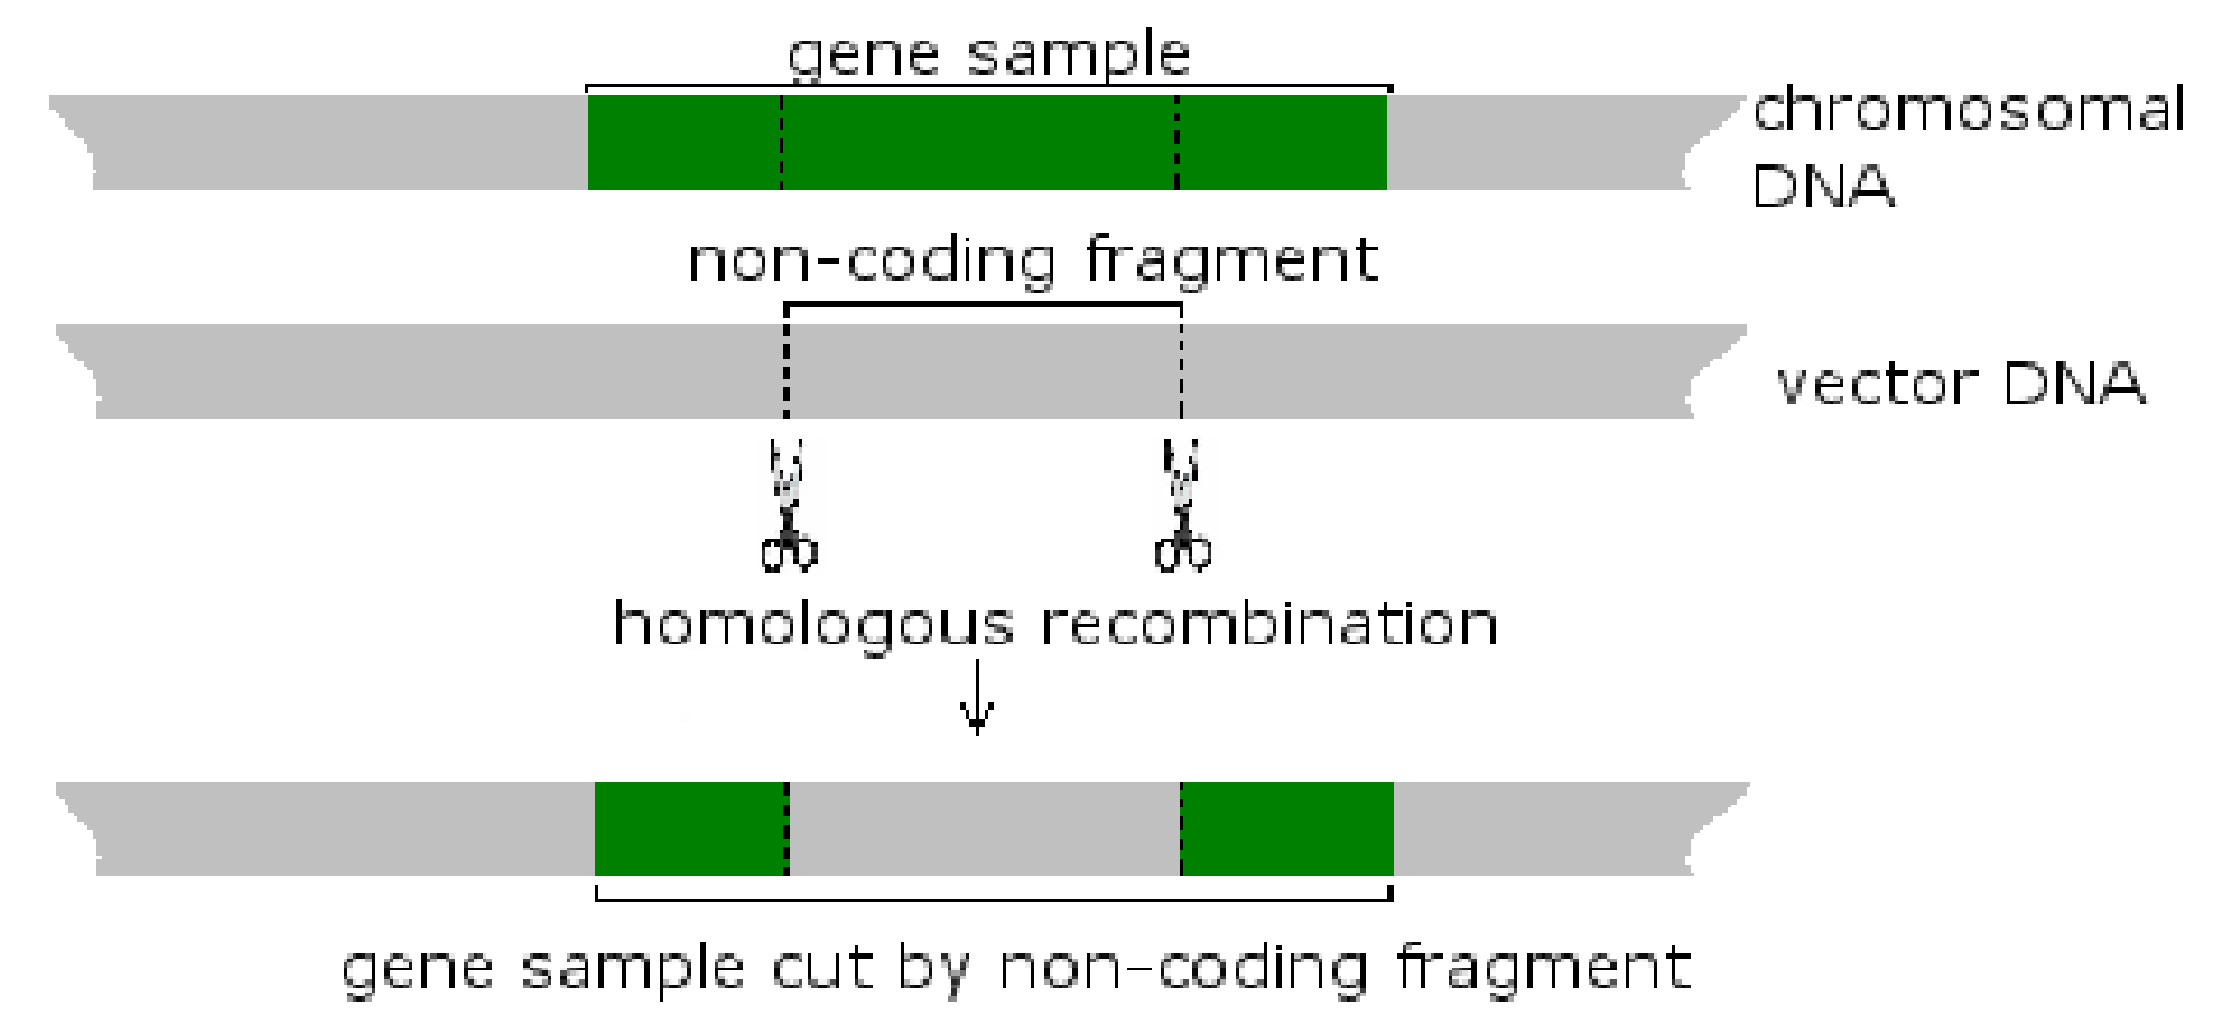 gene sample
chromosomal
DNA
non-coding fragment
vector DNA
homologous recombination
gene sample cut by non-coding fragment